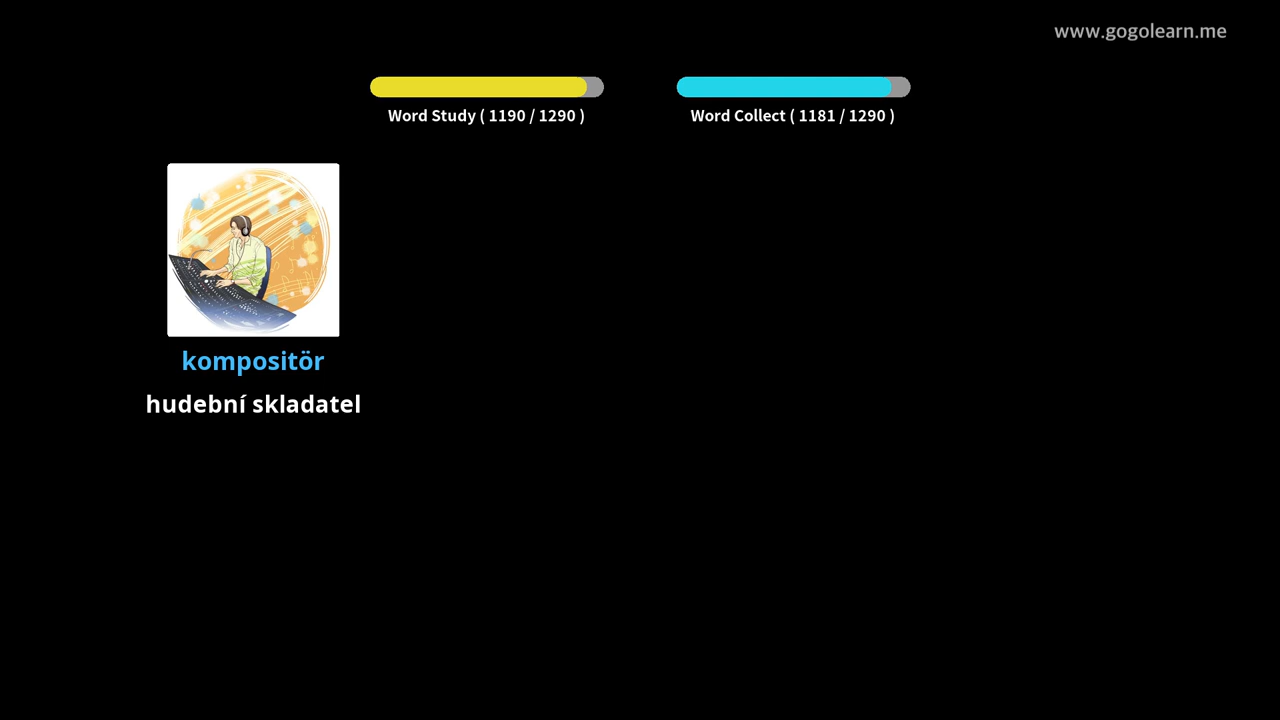 www.gogolearn.me
Word Study ( 1190 / 1290 )
Word Collect ( 1181 / 1290 )
kompositör
hudební skladatel